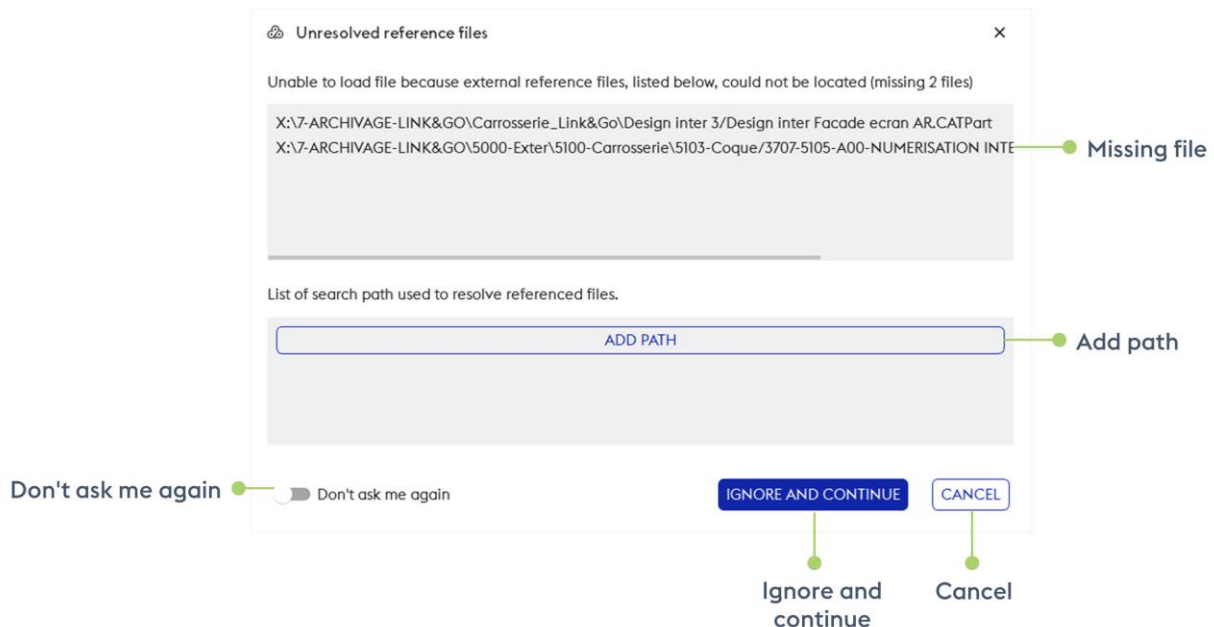 Unresolved reference files
Unable to load file because external reference files, listed below, could not be located (missing 2 files)
X:\7-ARCHIVAGE-LINK&GO\Carrosserie_Link&Go\Design inter 3/Design inter Facade ecran AR.CATPart
X:\7-ARCHIVAGE-LINK&GO\5000-Exter\5100-Carrosserie\5103-Coque/3707-5105-A00-NUMERISATION INTE
Missing file
List of search path used to resolve referenced files.
ADD PATH
Add path
Don't ask me again
Don't ask me again
IGNORE AND CONTINUE
CANCEL
Ignore and
continue
Cancel